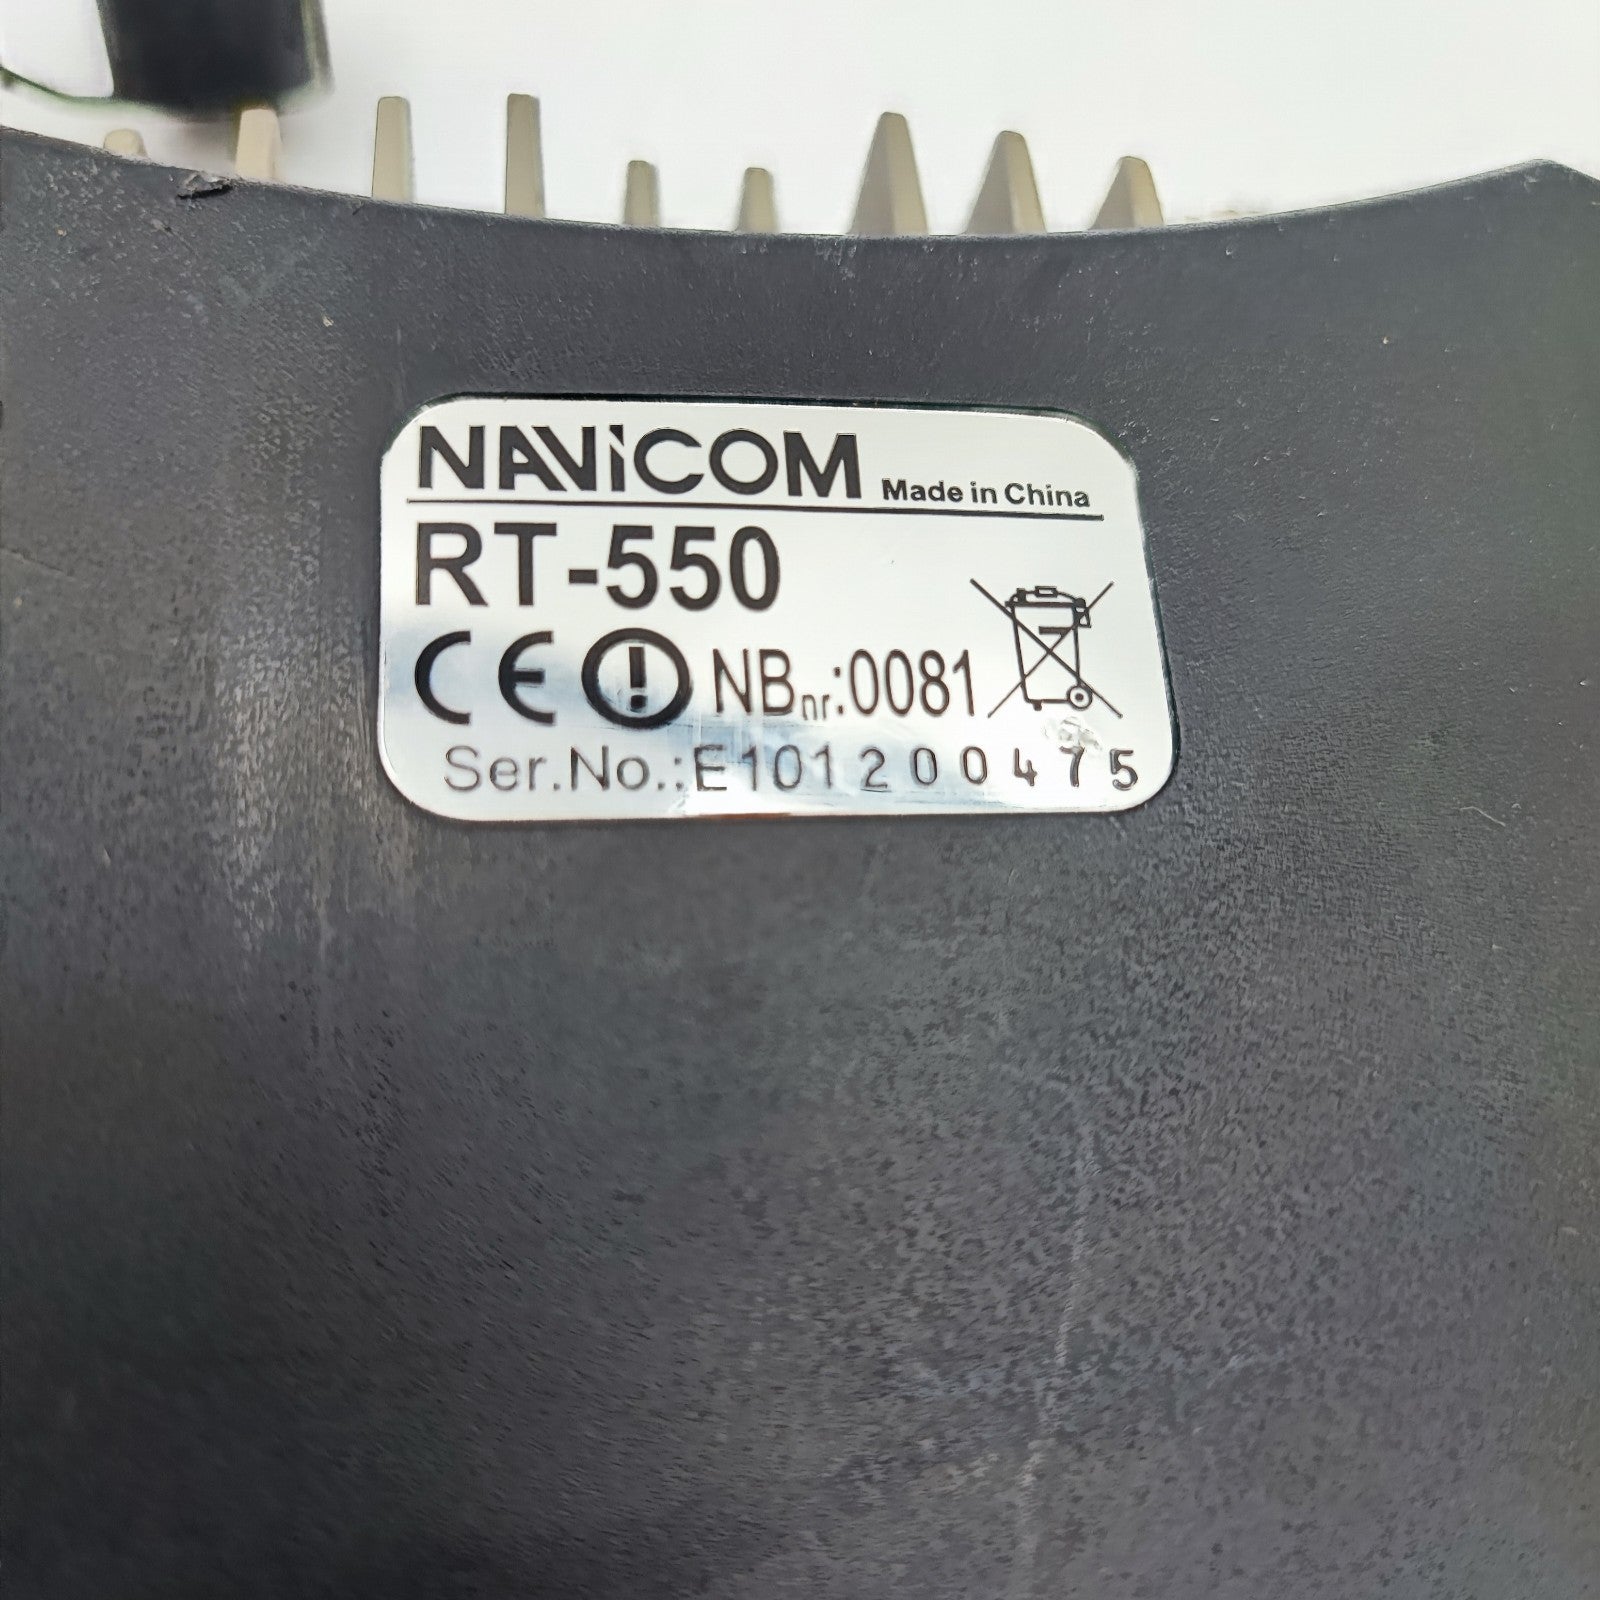 NAViCOM Made in China
RT-550
CE NBnr:0081
Ser.No.:E101200475